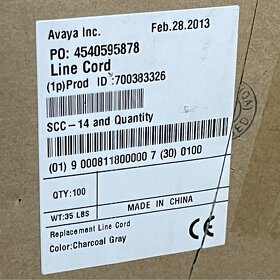 Avaya Inc.
Feb.28.2013
PO: 4540595878
Line Cord
(1p)Prod ID :700383326
SCC-14 and Quantity
(01) 9 0008118000000 7 (30) 0100
QTY:100
WT:35 LBS
MADE IN CHINA
Replacement Line Cord
Color:Charcoal Gray
CE